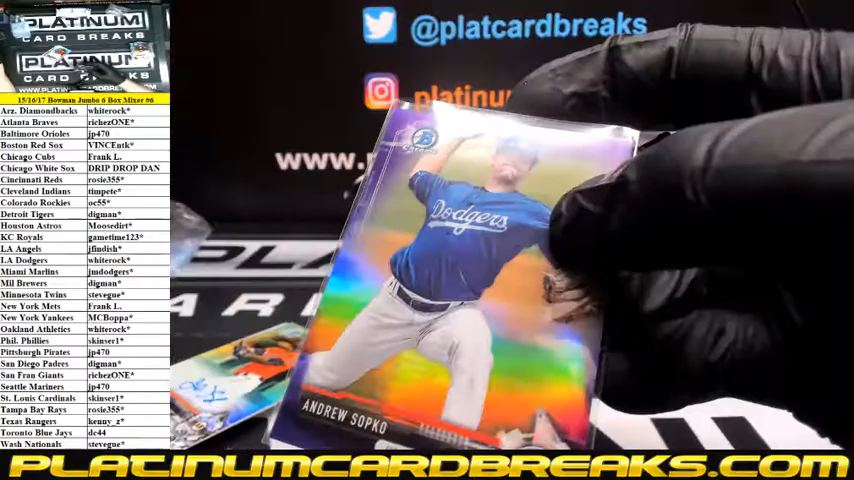 PLATINUM
CARD BREAKS
PLATINUM
CARD BREAKS
15/16/17 Bowman Jumbo 6 Box Mixer #6
Arz. Diamondbacks whiterock*
Atlanta Braves richezONE*
Baltimore Orioles jp470
Boston Red Sox VINCEntk*
Chicago Cubs Frank L.
Chicago White Sox DRIP DROP DAN
Cincinnati Reds rosie355*
Cleveland Indians timpete*
Colorado Rockies oc55*
Detroit Tigers digman*
Houston Astros Moosedirt*
KC Royals gametime123*
LA Angels jfindish*
LA Dodgers whiterock*
Miami Marlins jmdodgers*
Mil Brewers digman*
Minnesota Twins stevegue*
New York Mets Frank L.
New York Yankees MCBoppa*
Oakland Athletics whiterock*
Phil. Phillies skinser1*
Pittsburgh Pirates jp470
San Diego Padres digman*
San Fran Giants richezONE*
Seattle Mariners jp470
St. Louis Cardinals skinser1*
Tampa Bay Rays rosie355*
Texas Rangers kenny_z*
Toronto Blue Jays dc44
Wash Nationals stevegue*
@platcardbreaks
platinum
www.
B
Chrome
Dodgers
ANDREW SOPKO
PLATINUMCARDBREAKS.COM